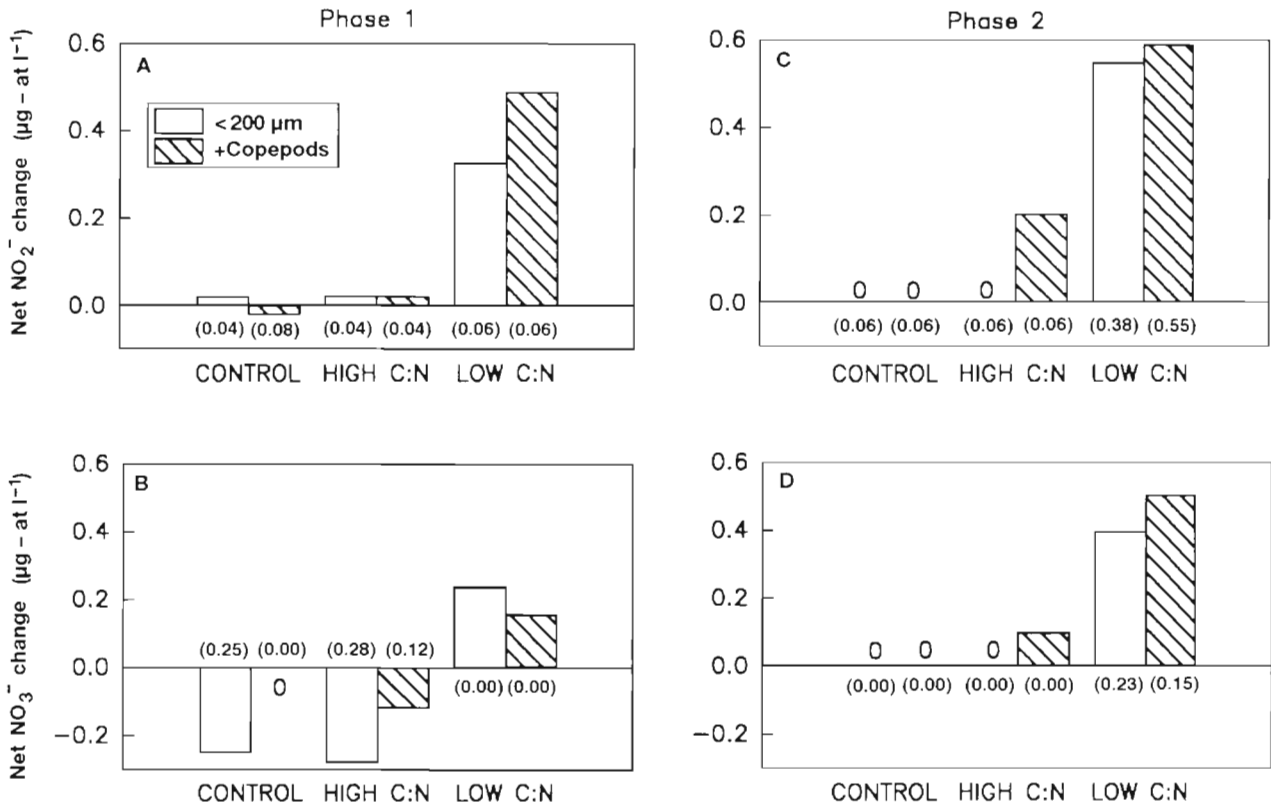 Phase 1
Net NO₂⁻ change (µg – at l⁻¹)
0.6
0.4
0.2
0.0
A
< 200 µm
+Copepods
(0.04) (0.08) (0.04) (0.04) (0.06) (0.06)
CONTROL HIGH C:N LOW C:N
Phase 2
0.6
0.4
0.2
0.0
C
0 0 0
(0.06) (0.06) (0.06) (0.06) (0.38) (0.55)
CONTROL HIGH C:N LOW C:N
Net NO₃⁻ change (µg – at l⁻¹)
0.6
0.4
0.2
0.0
−0.2
B
(0.25) (0.00) (0.28) (0.12)
0
(0.00) (0.00)
CONTROL HIGH C:N LOW C:N
0.6
0.4
0.2
0.0
−0.2
D
0 0 0
(0.00) (0.00) (0.00) (0.00) (0.23) (0.15)
CONTROL HIGH C:N LOW C:N